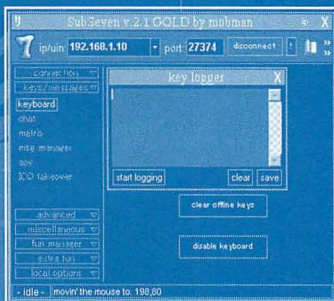 SubSeven v.2.1 GOLD by mobman X
ip/uin: 192.168.1.10 port: 27374 disconnect !
connection
keys/messages
keyboard
chat
matrix
msg manager
spy
ICQ takeover
advanced
miscellaneous
fun manager
extra fun
local options
key logger X
start logging clear save
clear offline keys
disable keyboard
- idle - movin' the mouse to: 198,80